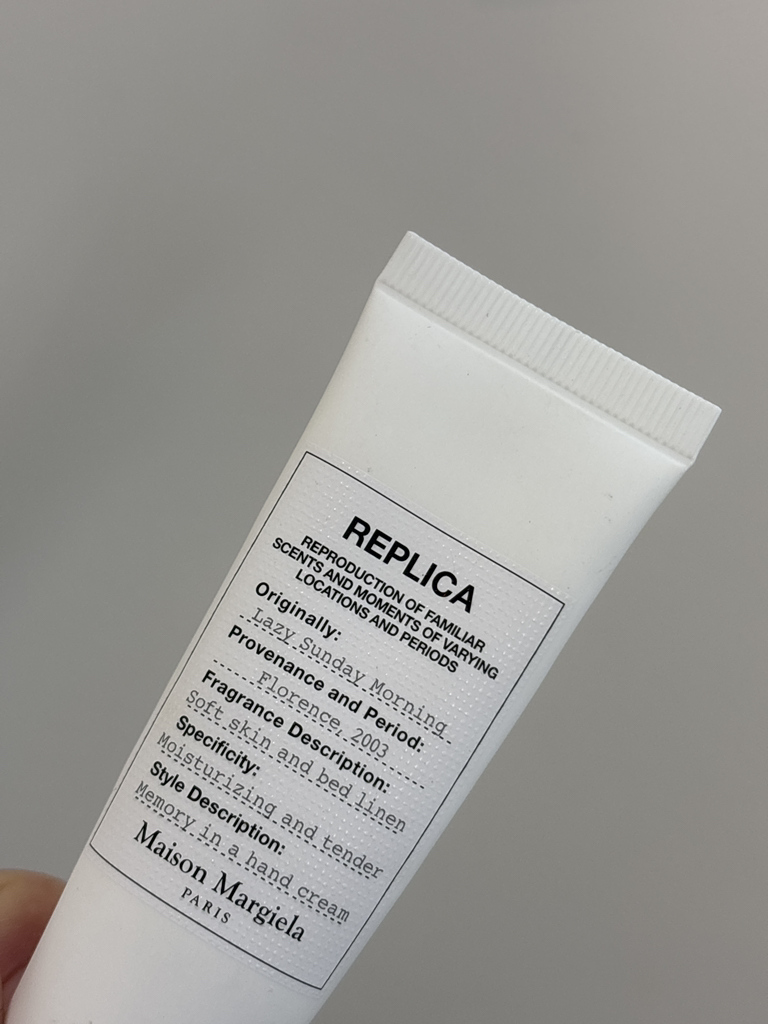 REPLICA
REPRODUCTION OF FAMILIAR
SCENTS AND MOMENTS OF VARYING
LOCATIONS AND PERIODS
Originally:
Lazy Sunday Morning
Provenance and Period:
Florence, 2003
Fragrance Description:
Soft skin and bed linen
Specificity:
Moisturizing and tender
Style Description:
Memory in a hand cream
Maison Margiela
PARIS